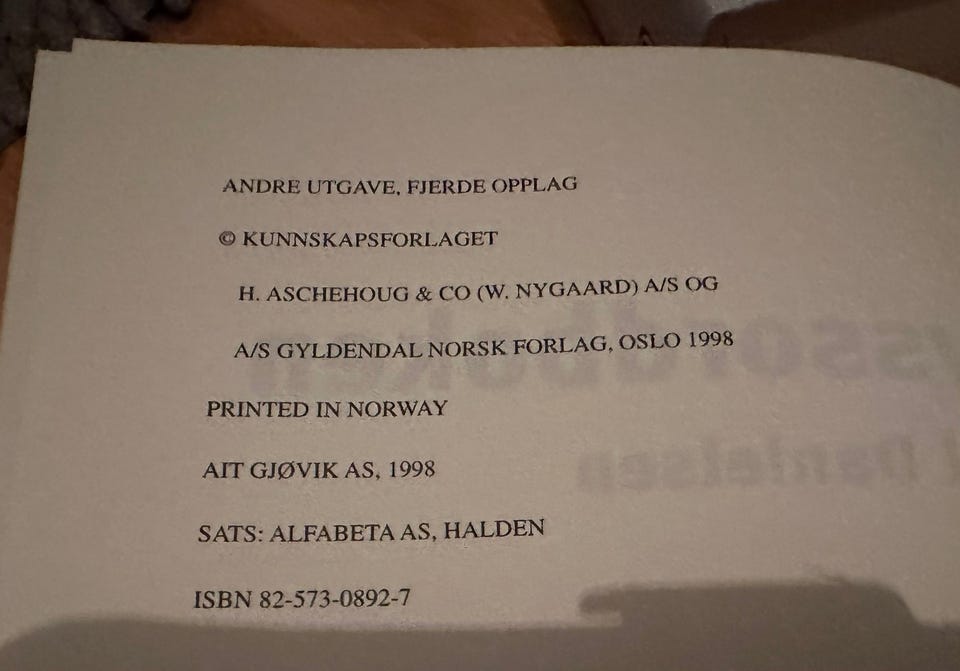 ANDRE UTGAVE, FJERDE OPPLAG
© KUNNSKAPSFORLAGET
H. ASCHEHOUG & CO (W. NYGAARD) A/S OG
A/S GYLDENDAL NORSK FORLAG, OSLO 1998
PRINTED IN NORWAY
AIT GJØVIK AS, 1998
SATS: ALFABETA AS, HALDEN
ISBN 82-573-0892-7